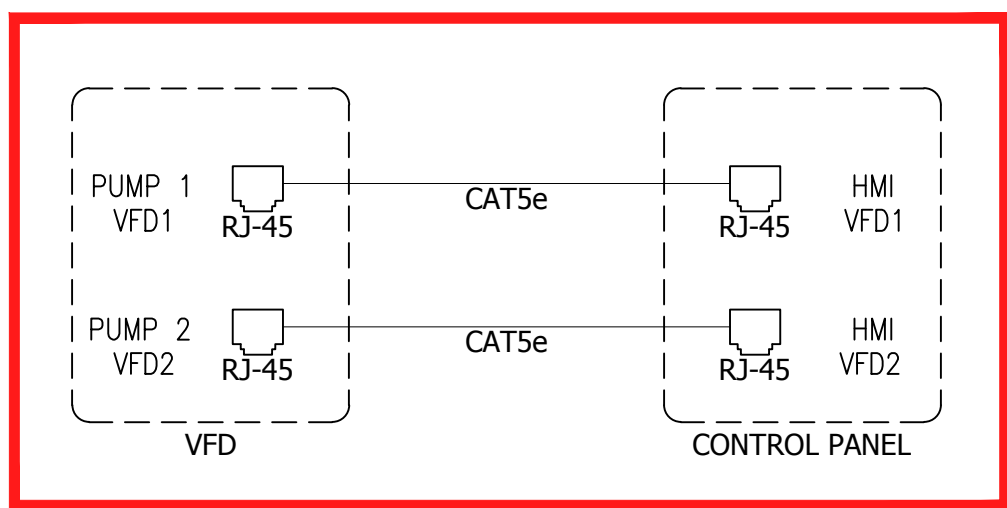 PUMP 1
VFD1
RJ-45
CAT5e
RJ-45
HMI
VFD1
PUMP 2
VFD2
RJ-45
CAT5e
RJ-45
HMI
VFD2
VFD
CONTROL PANEL